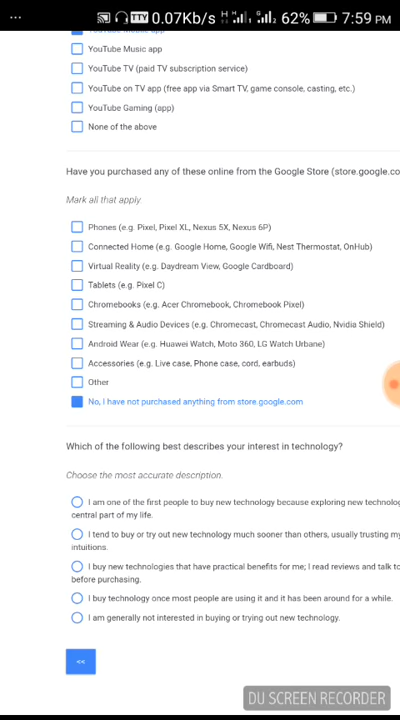 ... TTY 0.07Kb/s H G 2 62% 7:59 PM
YouTube Mobile app
YouTube Music app
YouTube TV (paid TV subscription service)
YouTube on TV app (free app via Smart TV, game console, casting, etc.)
YouTube Gaming (app)
None of the above
Have you purchased any of these online from the Google Store (store.google.co
Mark all that apply.
Phones (e.g. Pixel, Pixel XL, Nexus 5X, Nexus 6P)
Connected Home (e.g. Google Home, Google Wifi, Nest Thermostat, OnHub)
Virtual Reality (e.g. Daydream View, Google Cardboard)
Tablets (e.g. Pixel C)
Chromebooks (e.g. Acer Chromebook, Chromebook Pixel)
Streaming & Audio Devices (e.g. Chromecast, Chromecast Audio, Nvidia Shield)
Android Wear (e.g. Huawei Watch, Moto 360, LG Watch Urbane)
Accessories (e.g. Live case, Phone case, cord, earbuds)
Other
No, I have not purchased anything from store.google.com
Which of the following best describes your interest in technology?
Choose the most accurate description.
I am one of the first people to buy new technology because exploring new technolog
central part of my life.
I tend to buy or try out new technology much sooner than others, usually trusting my
intuitions.
I buy new technologies that have practical benefits for me; I read reviews and talk to
before purchasing.
I buy technology once most people are using it and it has been around for a while.
I am generally not interested in buying or trying out new technology.
<<
DU SCREEN RECORDER